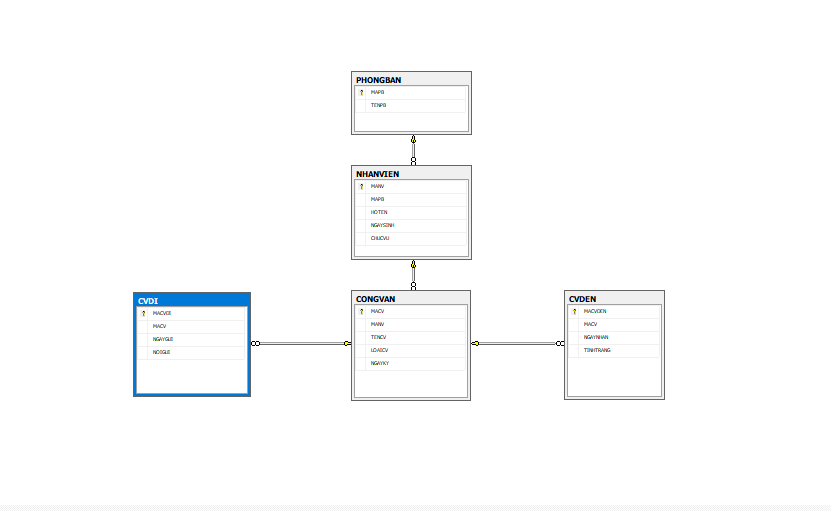 PHONGBAN
MAPB
TENPB
NHANVIEN
MANV
MAPB
HOTEN
NGAYSINH
CHUCVU
CVDI
MACVDI
MACV
NGAYGUI
NOIGUI
CONGVAN
MACV
MANV
TENCV
LOAICV
NGAYKY
CVDEN
MACVDEN
MACV
NGAYNHAN
TINHTRANG